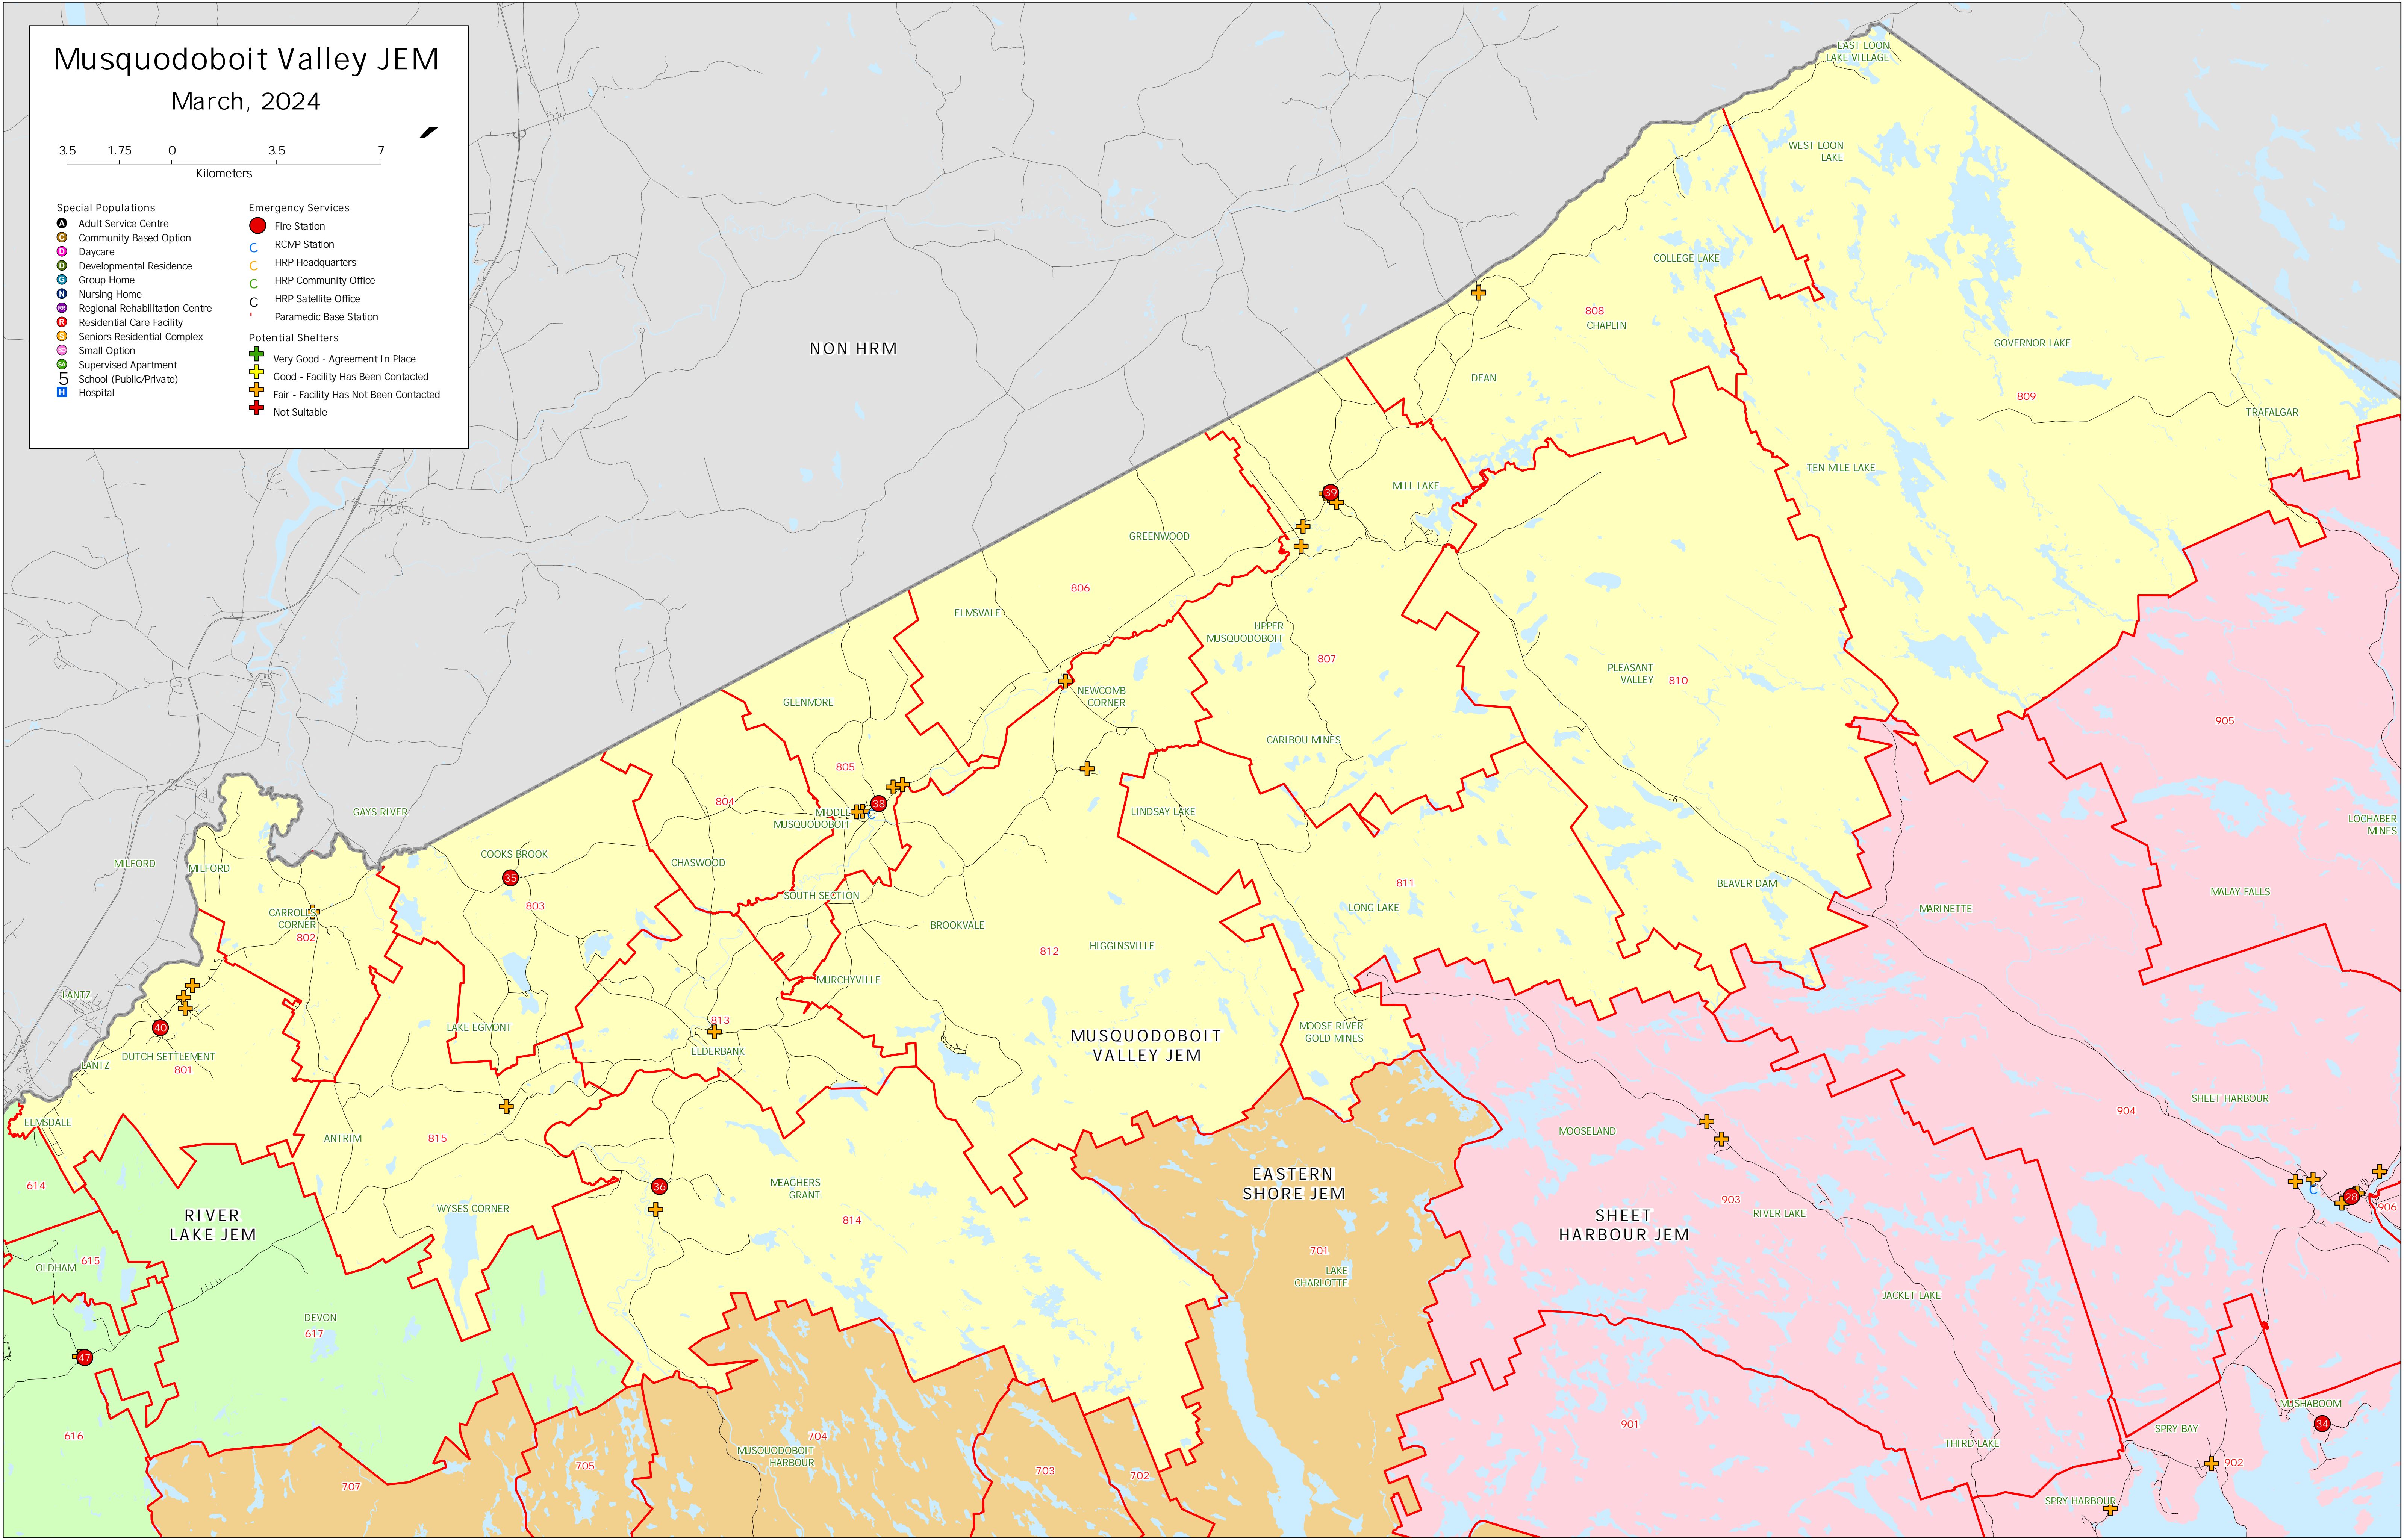 Musquodoboit Valley JEM
March, 2024
3.5 1.75 0 3.5 7
Kilometers
Special Populations
A Adult Service Centre
C Community Based Option
D Daycare
D Developmental Residence
G Group Home
N Nursing Home
RR Regional Rehabilitation Centre
R Residential Care Facility
S Seniors Residential Complex
SO Small Option
SA Supervised Apartment
5 School (Public/Private)
H Hospital
Emergency Services
Fire Station
C RCMP Station
C HRP Headquarters
C HRP Community Office
C HRP Satellite Office
' Paramedic Base Station
Potential Shelters
Very Good - Agreement In Place
Good - Facility Has Been Contacted
Fair - Facility Has Not Been Contacted
Not Suitable
EAST LOON
LAKE VILLAGE
WEST LOON
LAKE
COLLEGE LAKE
808
CHAPLIN
GOVERNOR LAKE
NON HRM
DEAN
809
TRAFALGAR
TEN MILE LAKE
MILL LAKE
39
GREENWOOD
806
ELMSVALE
UPPER
MUSQUODOBOIT
807
PLEASANT
VALLEY
810
NEWCOMB
CORNER
GLENMORE
905
CARIBOU MINES
805
804
38
C
MIDDLE
MUSQUODOBOIT
LINDSAY LAKE
GAYS RIVER
LOCHABER
MINES
COOKS BROOK
MILFORD
MILFORD
CHASWOOD
35
811
BEAVER DAM
MALAY FALLS
SOUTH SECTION
803
LONG LAKE
MARINETTE
CARROLLS
CORNER
802
BROOKVALE
HIGGINSVILLE
812
MURCHYVILLE
LANTZ
813
LAKE EGMONT
40
MOOSE RIVER
GOLD MINES
MUSQUODOBOIT
VALLEY JEM
ELDERBANK
DUTCH SETTLEMENT
LANTZ
801
SHEET HARBOUR
904
ELMSDALE
ANTRIM
815
MOOSELAND
EASTERN
SHORE JEM
614
MEAGHERS
GRANT
36
C
28
903
906
WYSES CORNER
RIVER
LAKE JEM
814
RIVER LAKE
SHEET
HARBOUR JEM
701
615
OLDHAM
LAKE
CHARLOTTE
JACKET LAKE
DEVON
617
47
MUSHABOOM
34
901
616
704
SPRY BAY
THIRD LAKE
MUSQUODOBOIT
HARBOUR
705
703
702
902
707
SPRY HARBOUR